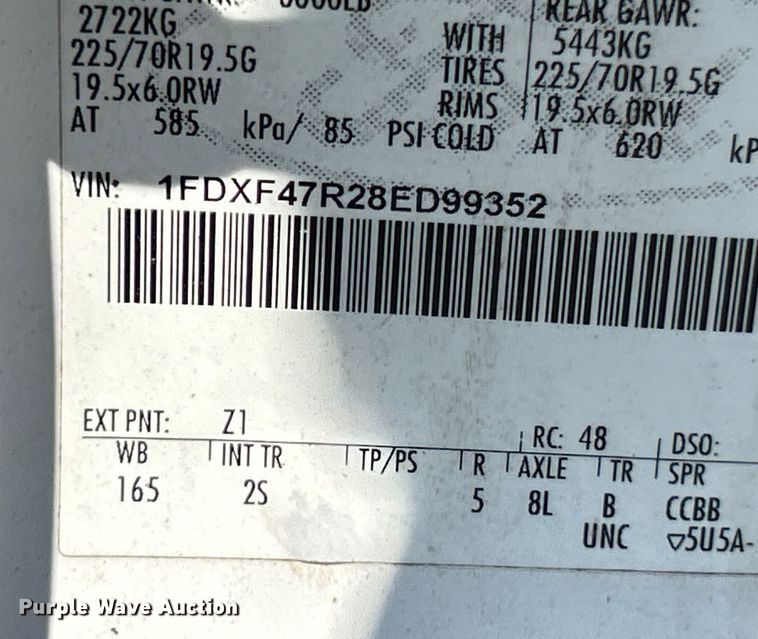 6000LB
2722KG
225/70R19.5G
19.5x6.0RW
AT 585 kPa/ 85 PSI COLD
WITH
TIRES
RIMS
REAR GAWR:
5443KG
225/70R19.5G
19.5x6.0RW
AT 620 kP
VIN: 1FDXF47R28ED99352
EXT PNT: Z1 RC: 48 DSO:
WB INT TR TP/PS R AXLE TR SPR
165 2S 5 8L B CCBB
UNC ▽5U5A-
Purple Wave Auction